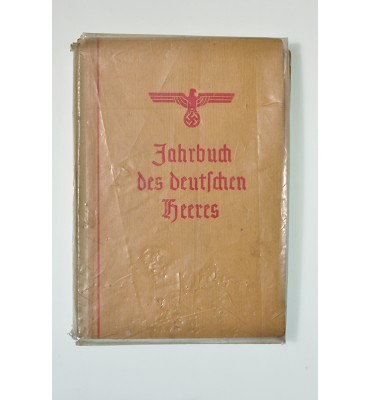 Jahrbuch
des deutschen
Heeres